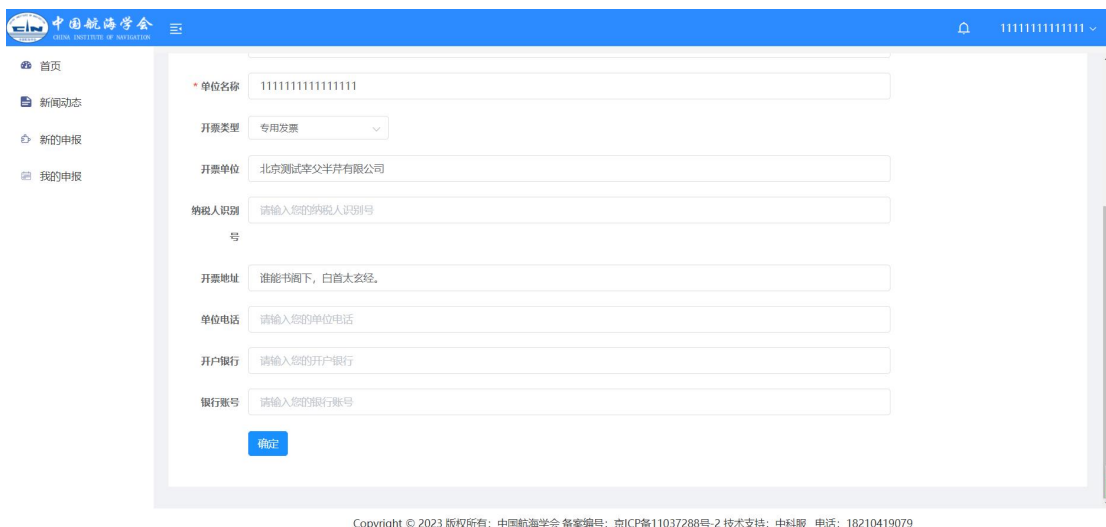 中国航海学会
CHINA INSTITUTE OF NAVIGATION
11111111111111
首页
新闻动态
新的申报
我的申报
* 单位名称 1111111111111111
开票类型 专用发票
开票单位 北京测试宰父半芹有限公司
纳税人识别 请输入您的纳税人识别号
号
开票地址 谁能书阁下，白首太玄经。
单位电话 请输入您的单位电话
开户银行 请输入您的开户银行
银行账号 请输入您的银行账号
确定
Copyright © 2023 版权所有：中国航海学会 备案编号：京ICP备11037288号-2 技术支持：中科服 电话：18210419079